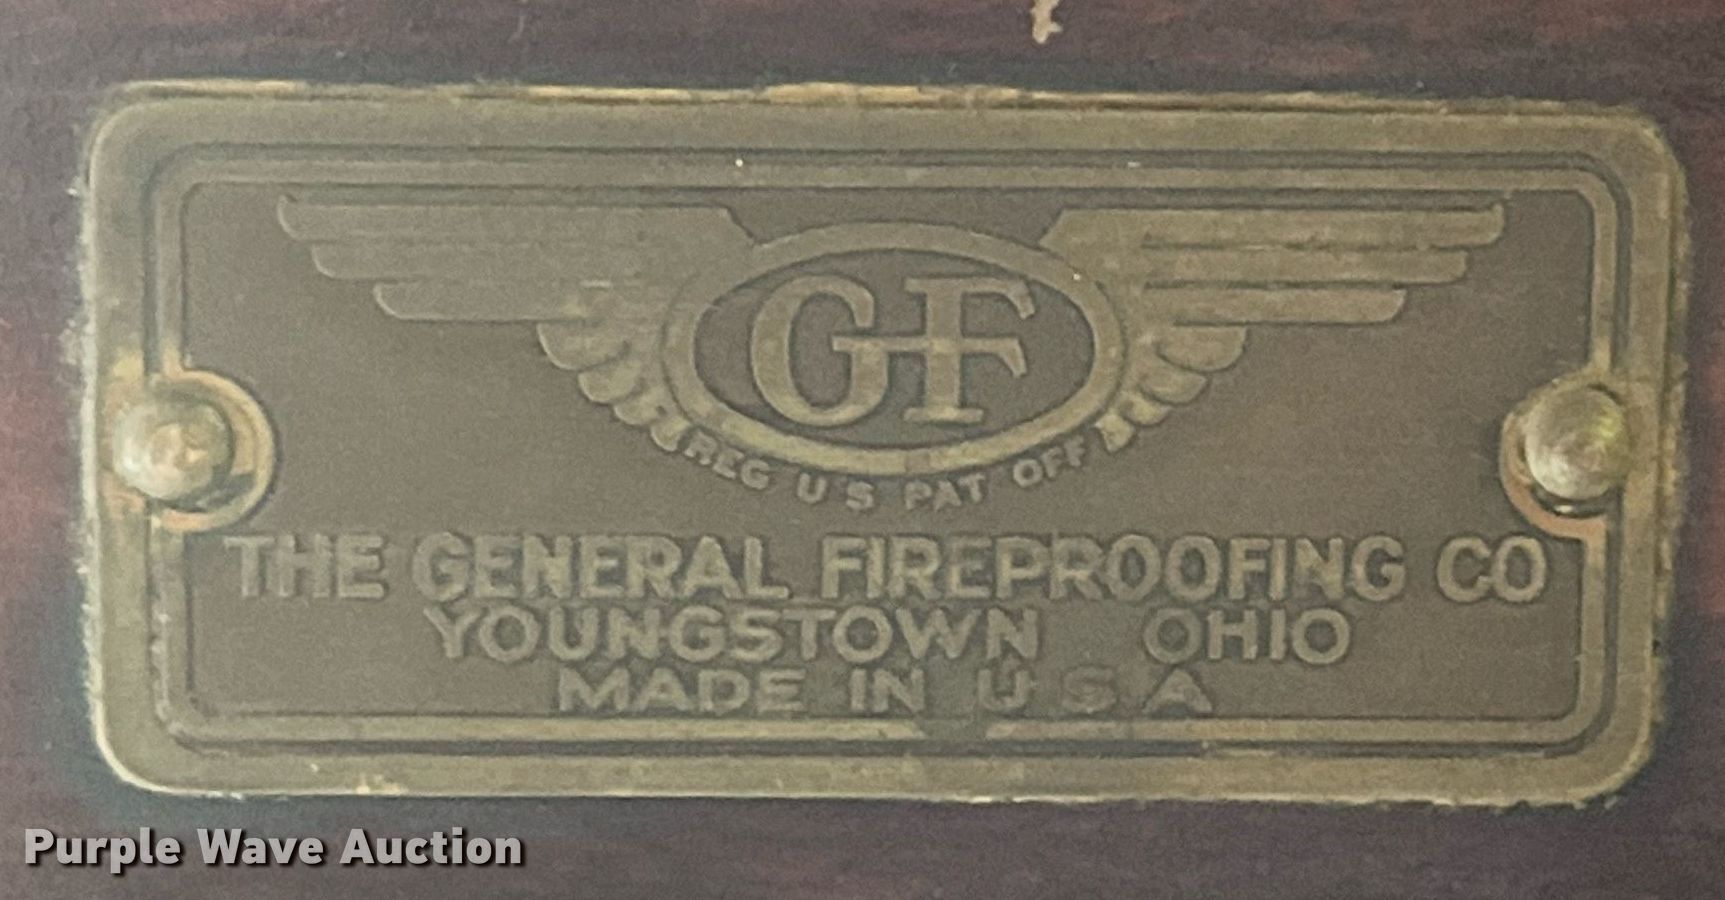 GF
REG U S PAT OFF
THE GENERAL FIREPROOFING CO
YOUNGSTOWN OHIO
MADE IN U S A
Purple Wave Auction